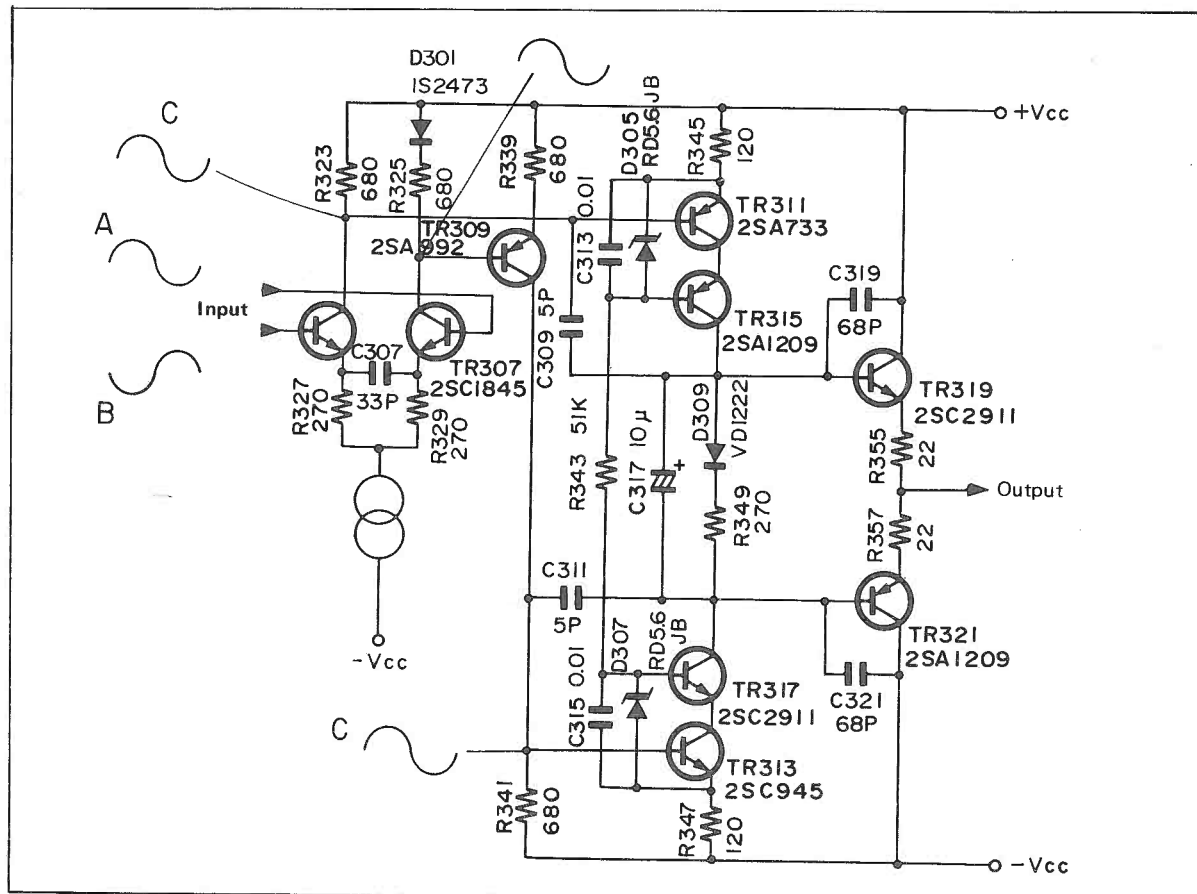 D301
1S2473
C
R323
680
R325
680
R339
680
D305
RD5.6JB
R345
120
+Vcc
A
TR309
2SA992
0.01
C313
TR311
2SA733
Input
C309 5P
TR315
2SA1209
C319
68P
C307
33P
TR307
2SC1845
TR319
2SC2911
B
R327
270
R329
270
51K
R343
10μ
C317
+
D309
VD1222
R349
270
R355
22
Output
R357
22
C311
5P
-Vcc
D307
RD5.6
JB
TR321
2SA1209
C315 0.01
TR317
2SC2911
C321
68P
C
TR313
2SC945
R341
680
R347
120
-Vcc